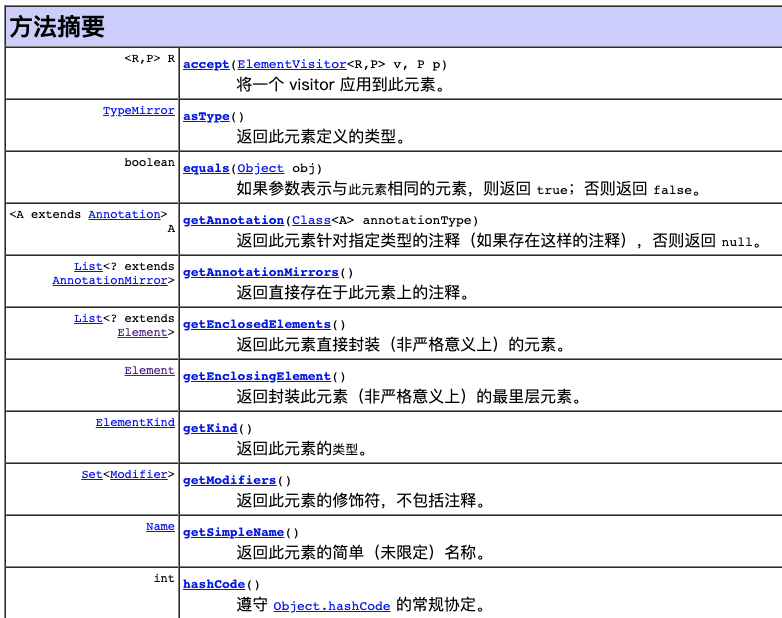 方法摘要
<R,P> R
accept(ElementVisitor<R,P> v, P p)
将一个 visitor 应用到此元素。
TypeMirror
asType()
返回此元素定义的类型。
boolean
equals(Object obj)
如果参数表示与此元素相同的元素，则返回 true；否则返回 false。
<A extends Annotation>
A
getAnnotation(Class<A> annotationType)
返回此元素针对指定类型的注释（如果存在这样的注释），否则返回 null。
List<? extends
AnnotationMirror>
getAnnotationMirrors()
返回直接存在于此元素上的注释。
List<? extends
Element>
getEnclosedElements()
返回此元素直接封装（非严格意义上）的元素。
Element
getEnclosingElement()
返回封装此元素（非严格意义上）的最里层元素。
ElementKind
getKind()
返回此元素的类型。
Set<Modifier>
getModifiers()
返回此元素的修饰符，不包括注释。
Name
getSimpleName()
返回此元素的简单（未限定）名称。
int
hashCode()
遵守 Object.hashCode 的常规协定。